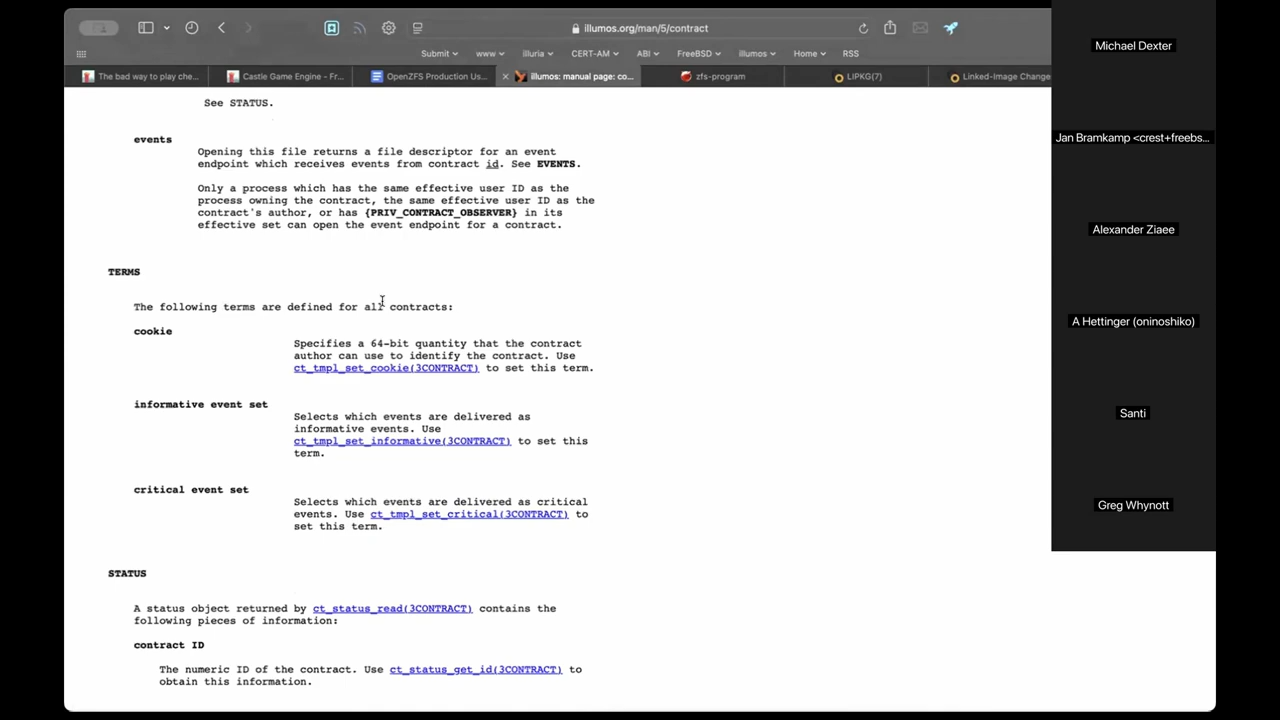 illumos.org/man/5/contract
Submit www illuria CERT-AM ABI FreeBSD illumos Home RSS
The bad way to play che... Castle Game Engine - Fr... OpenZFS Production Us... illumos: manual page: co... zfs-program LIPKG(7) Linked-Image Change
See STATUS.
events
Opening this file returns a file descriptor for an event
endpoint which receives events from contract id. See EVENTS.
Only a process which has the same effective user ID as the
process owning the contract, the same effective user ID as the
contract's author, or has {PRIV_CONTRACT_OBSERVER} in its
effective set can open the event endpoint for a contract.
TERMS
The following terms are defined for all contracts:
cookie
Specifies a 64-bit quantity that the contract
author can use to identify the contract. Use
ct_tmpl_set_cookie(3CONTRACT) to set this term.
informative event set
Selects which events are delivered as
informative events. Use
ct_tmpl_set_informative(3CONTRACT) to set this
term.
critical event set
Selects which events are delivered as critical
events. Use ct_tmpl_set_critical(3CONTRACT) to
set this term.
STATUS
A status object returned by ct_status_read(3CONTRACT) contains the
following pieces of information:
contract ID
The numeric ID of the contract. Use ct_status_get_id(3CONTRACT) to
obtain this information.
Michael Dexter
Jan Bramkamp <crest+freebs...
Alexander Ziaee
A Hettinger (oninoshiko)
Santi
Greg Whynott